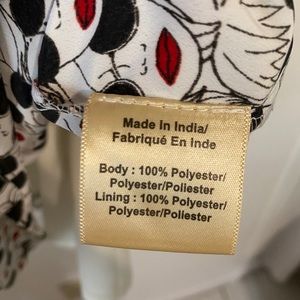 Made In India/
Fabriqué En Inde
Body : 100% Polyester/
Polyester/Poliester
Lining : 100% Polyester/
Polyester/Poliester